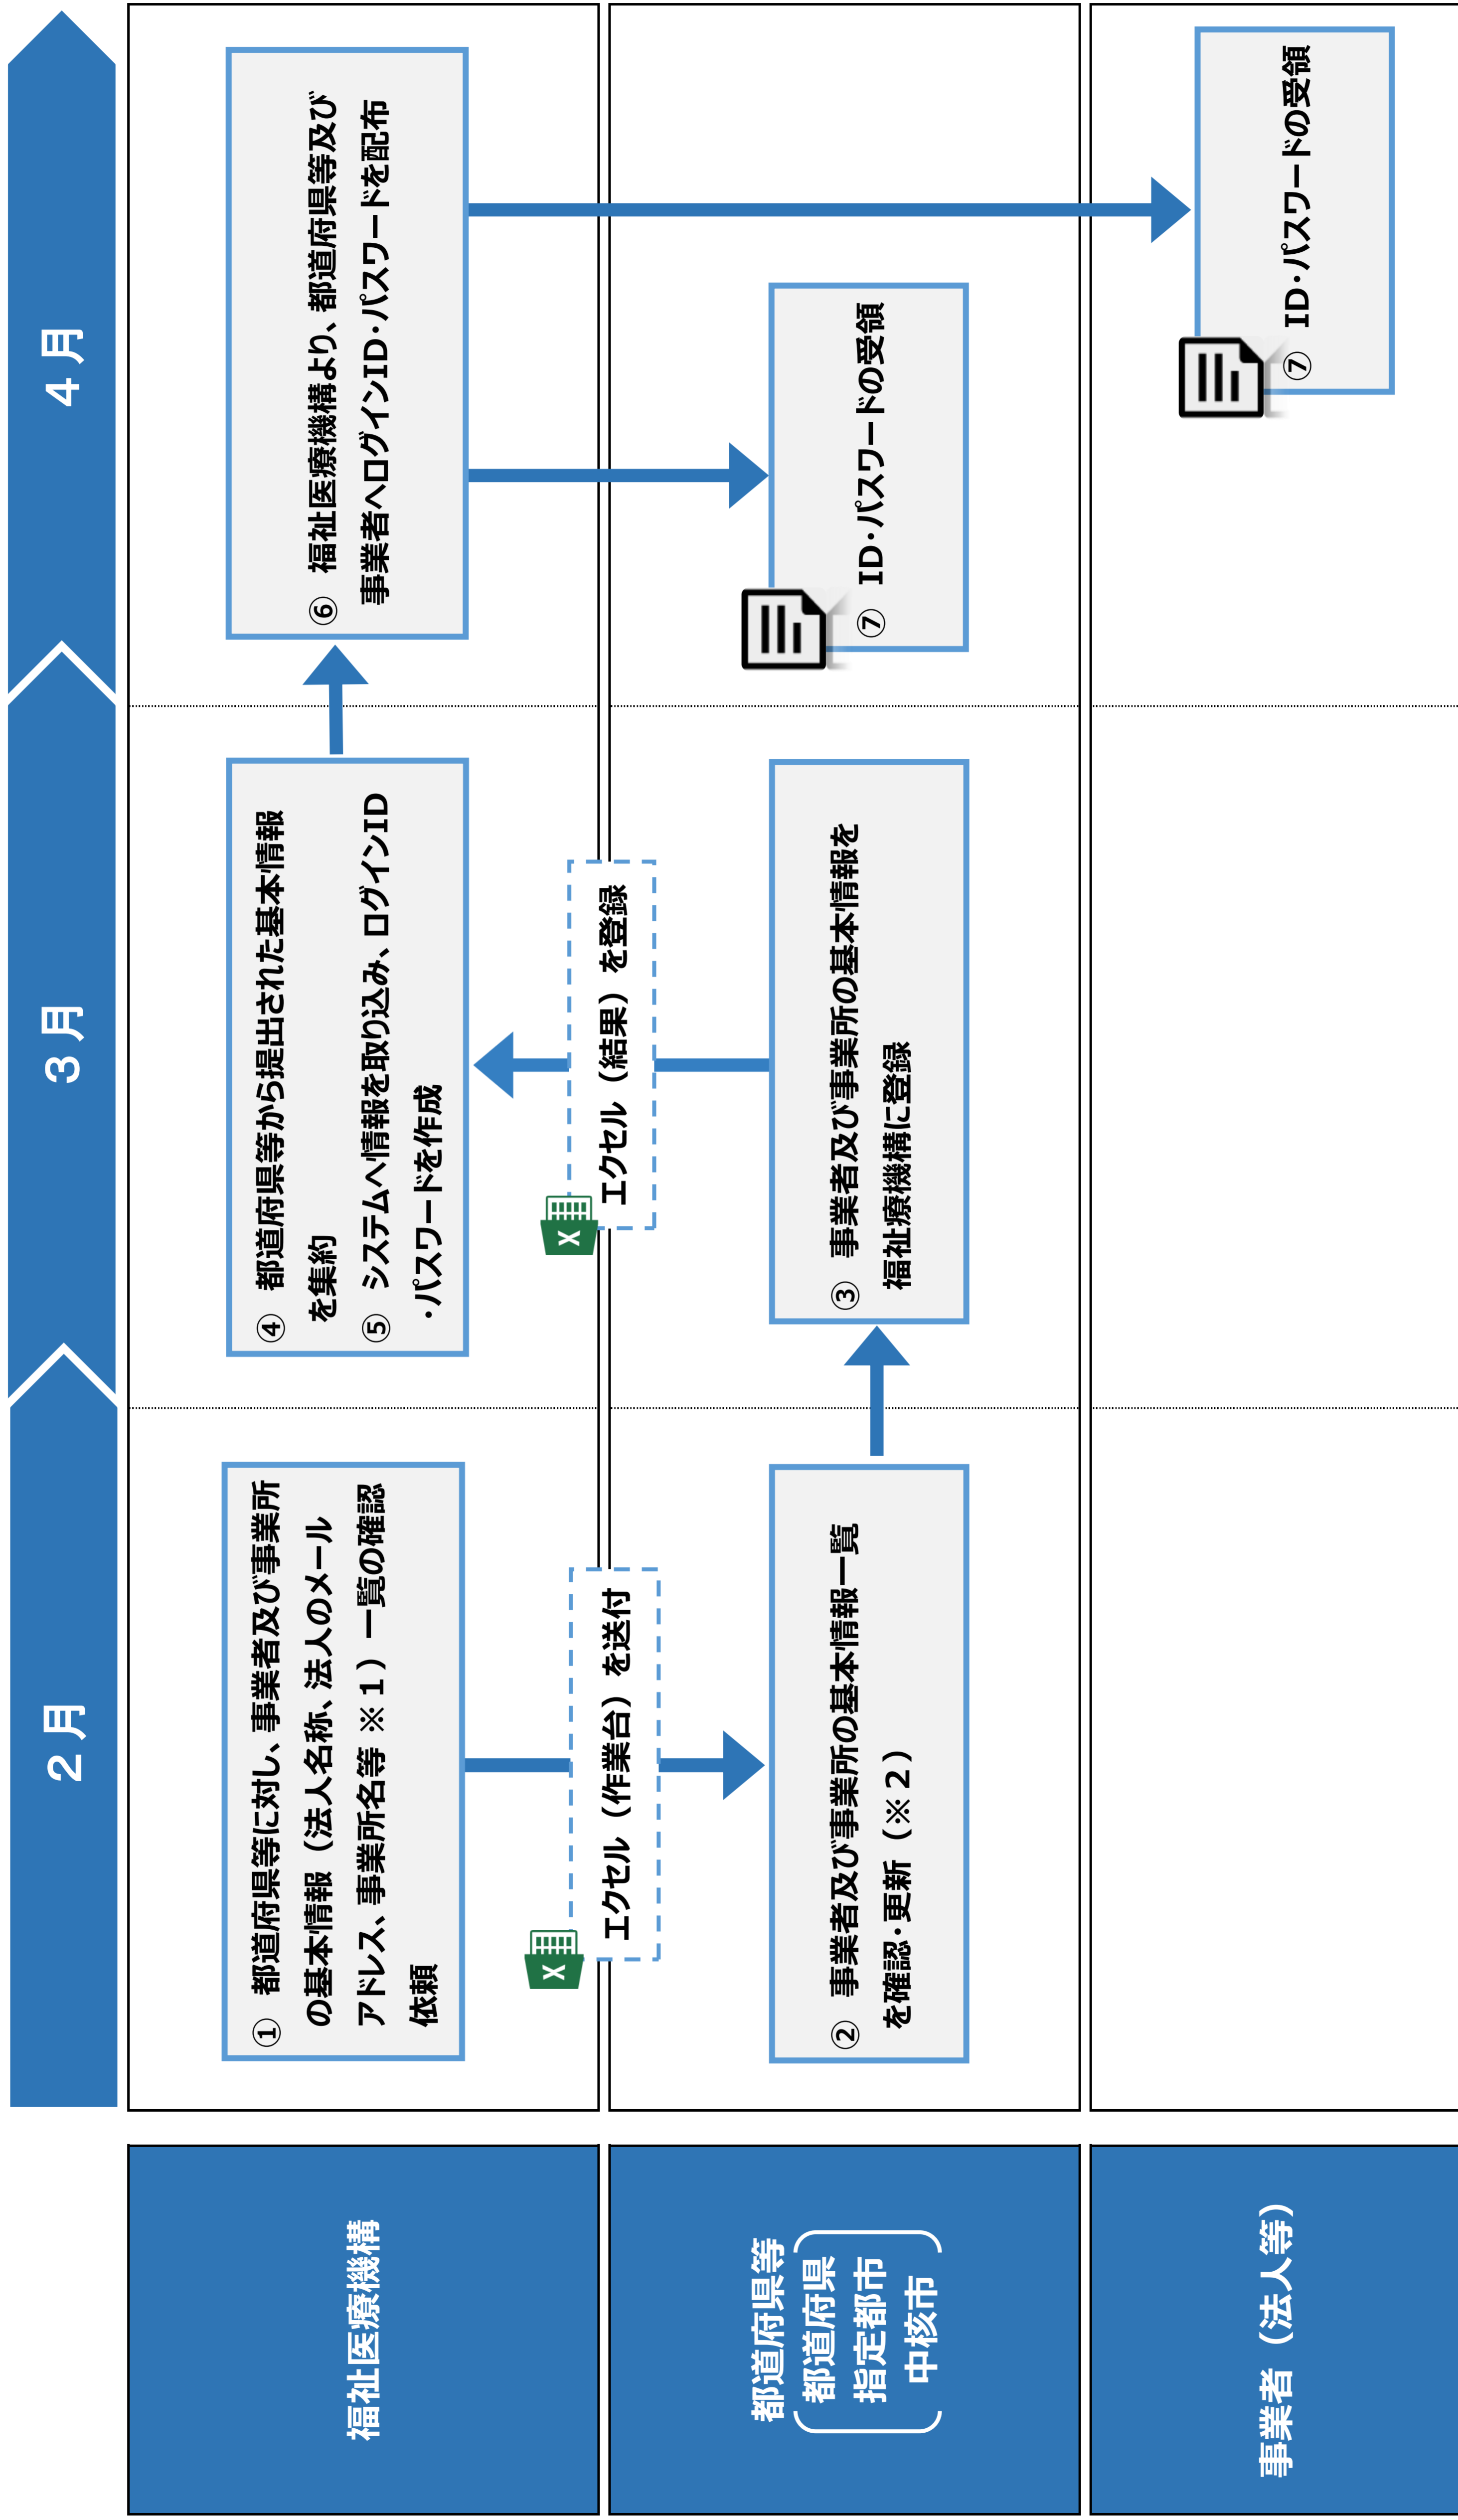 ２月
３月
４月
福祉医療機構
① 都道府県等に対し、事業者及び事業所
の基本情報（法人名称、法人のメール
アドレス、事業所名等 ※１）一覧の確認
依頼
④ 都道府県等から提出された基本情報
を集約
⑤ システムへ情報を取り込み、ログインID
・パスワードを作成
⑥ 福祉医療機構より、都道府県等及び
事業者へログインID・パスワードを配布
X
エクセル（作業台）を送付
X
エクセル（結果）を登録
都道府県等
都道府県
指定都市
中核市
② 事業者及び事業所の基本情報一覧
を確認・更新（※２）
③ 事業者及び事業所の基本情報を
福祉療機構に登録
⑦ ID・パスワードの受領
事業者（法人等）
⑦ ID・パスワードの受領